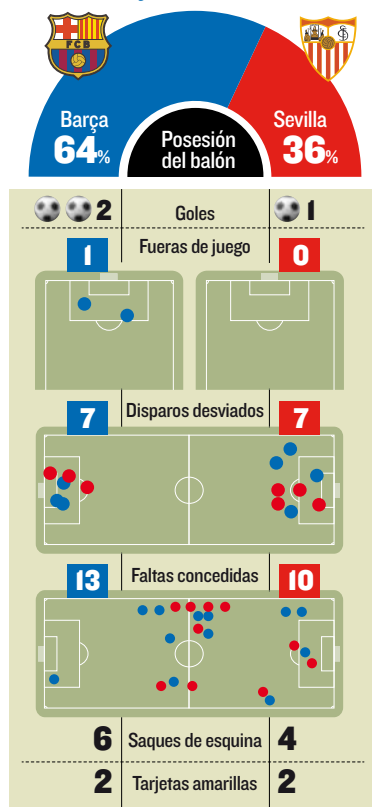 FCB
Barça
64%
Posesión
del balón
Sevilla
36%
2 Goles 1
Fueras de juego
1 0
7 Disparos desviados 7
13 Faltas concedidas 10
6 Saques de esquina 4
2 Tarjetas amarillas 2